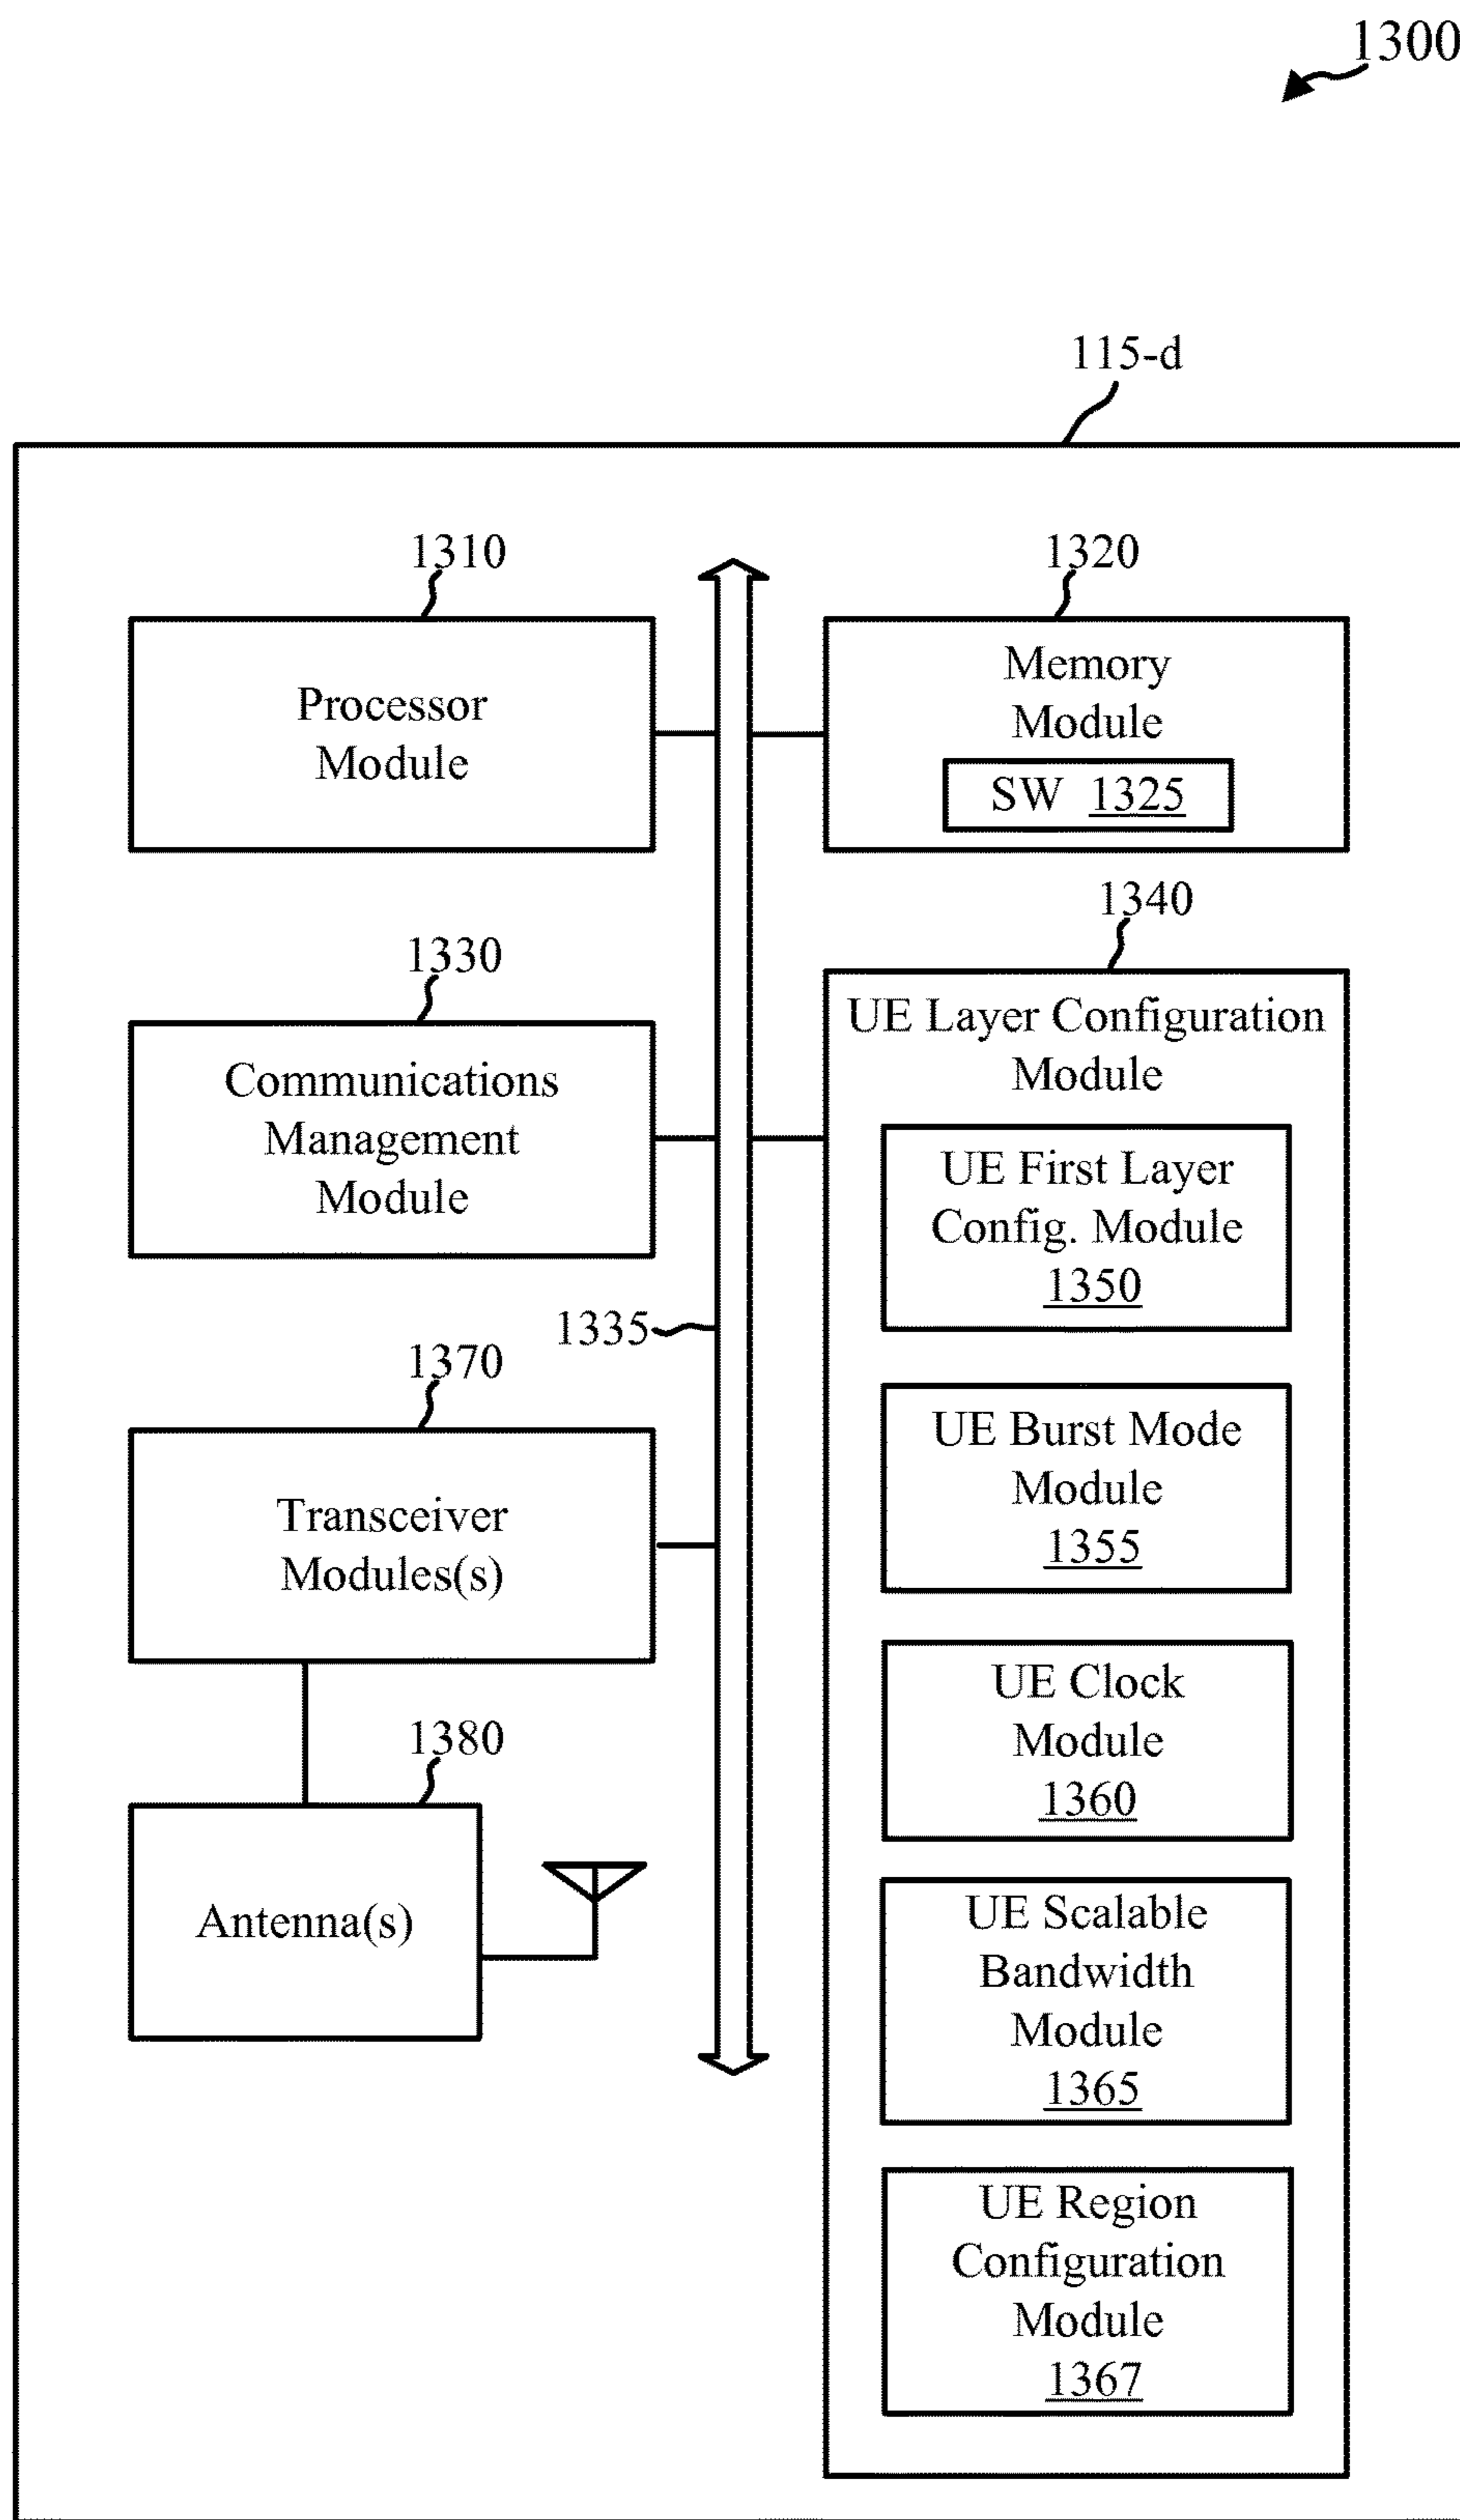 1300
115-d
1310
Processor
Module
1320
Memory
Module
SW 1325
1330
Communications
Management
Module
1335
1340
UE Layer Configuration
Module
UE First Layer
Config. Module
1350
UE Burst Mode
Module
1355
UE Clock
Module
1360
UE Scalable
Bandwidth
Module
1365
UE Region
Configuration
Module
1367
1370
Transceiver
Modules(s)
1380
Antenna(s)